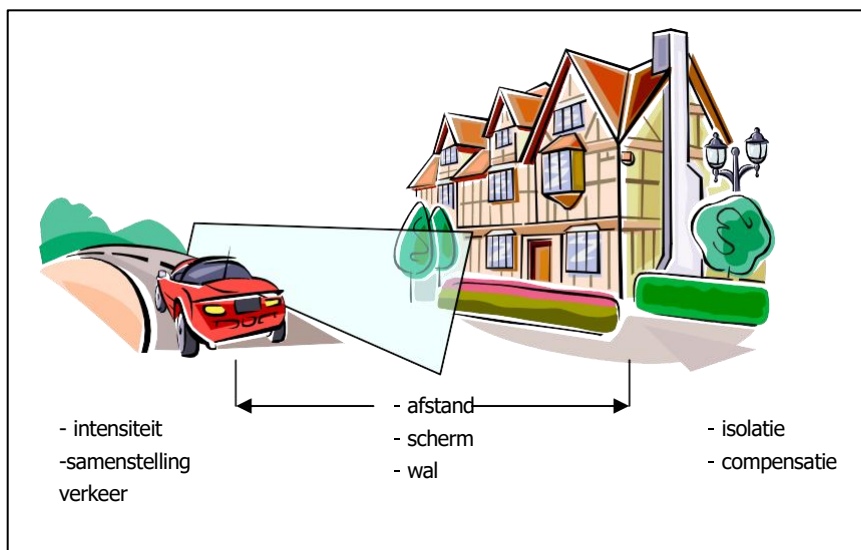 - intensiteit
-samenstelling
verkeer
- afstand
- scherm
- wal
- isolatie
- compensatie